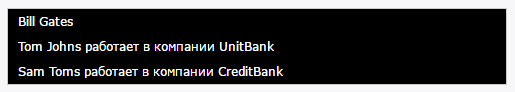 Bill Gates
Tom Johns работает в компании UnitBank
Sam Toms работает в компании CreditBank